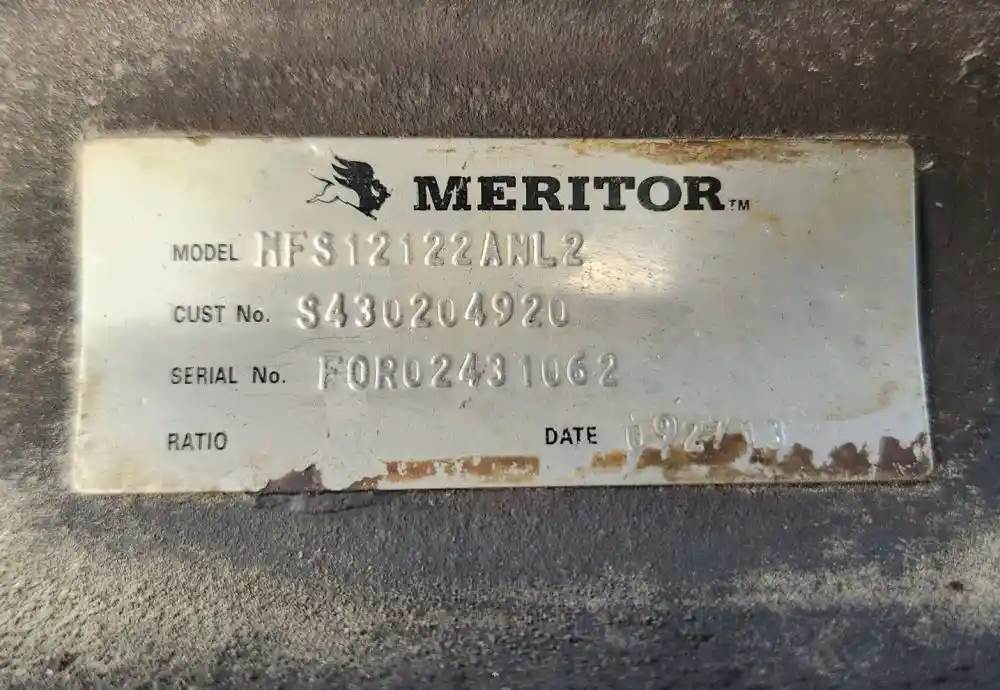 MERITOR™
MODEL MFS12122ANL2
CUST No. S430204920
SERIAL No. FOR02431062
RATIO
DATE